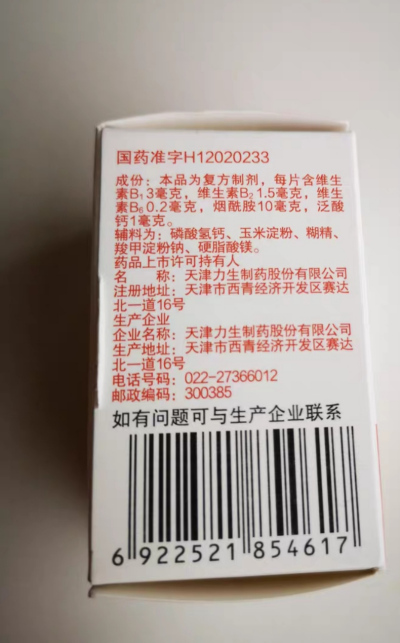 国药准字H12020233
成份：本品为复方制剂，每片含维生
素B₁3毫克，维生素B₂1.5毫克，维生
素B₆0.2毫克，烟酰胺10毫克，泛酸
钙1毫克。
辅料为：磷酸氢钙、玉米淀粉、糊精、
羧甲淀粉钠、硬脂酸镁。
药品上市许可持有人
名　　称：天津力生制药股份有限公司
注册地址：天津市西青经济开发区赛达
北一道16号
生产企业
企业名称：天津力生制药股份有限公司
生产地址：天津市西青经济开发区赛达
北一道16号
电话号码：022-27366012
邮政编码：300385
如有问题可与生产企业联系
6 922521 854617